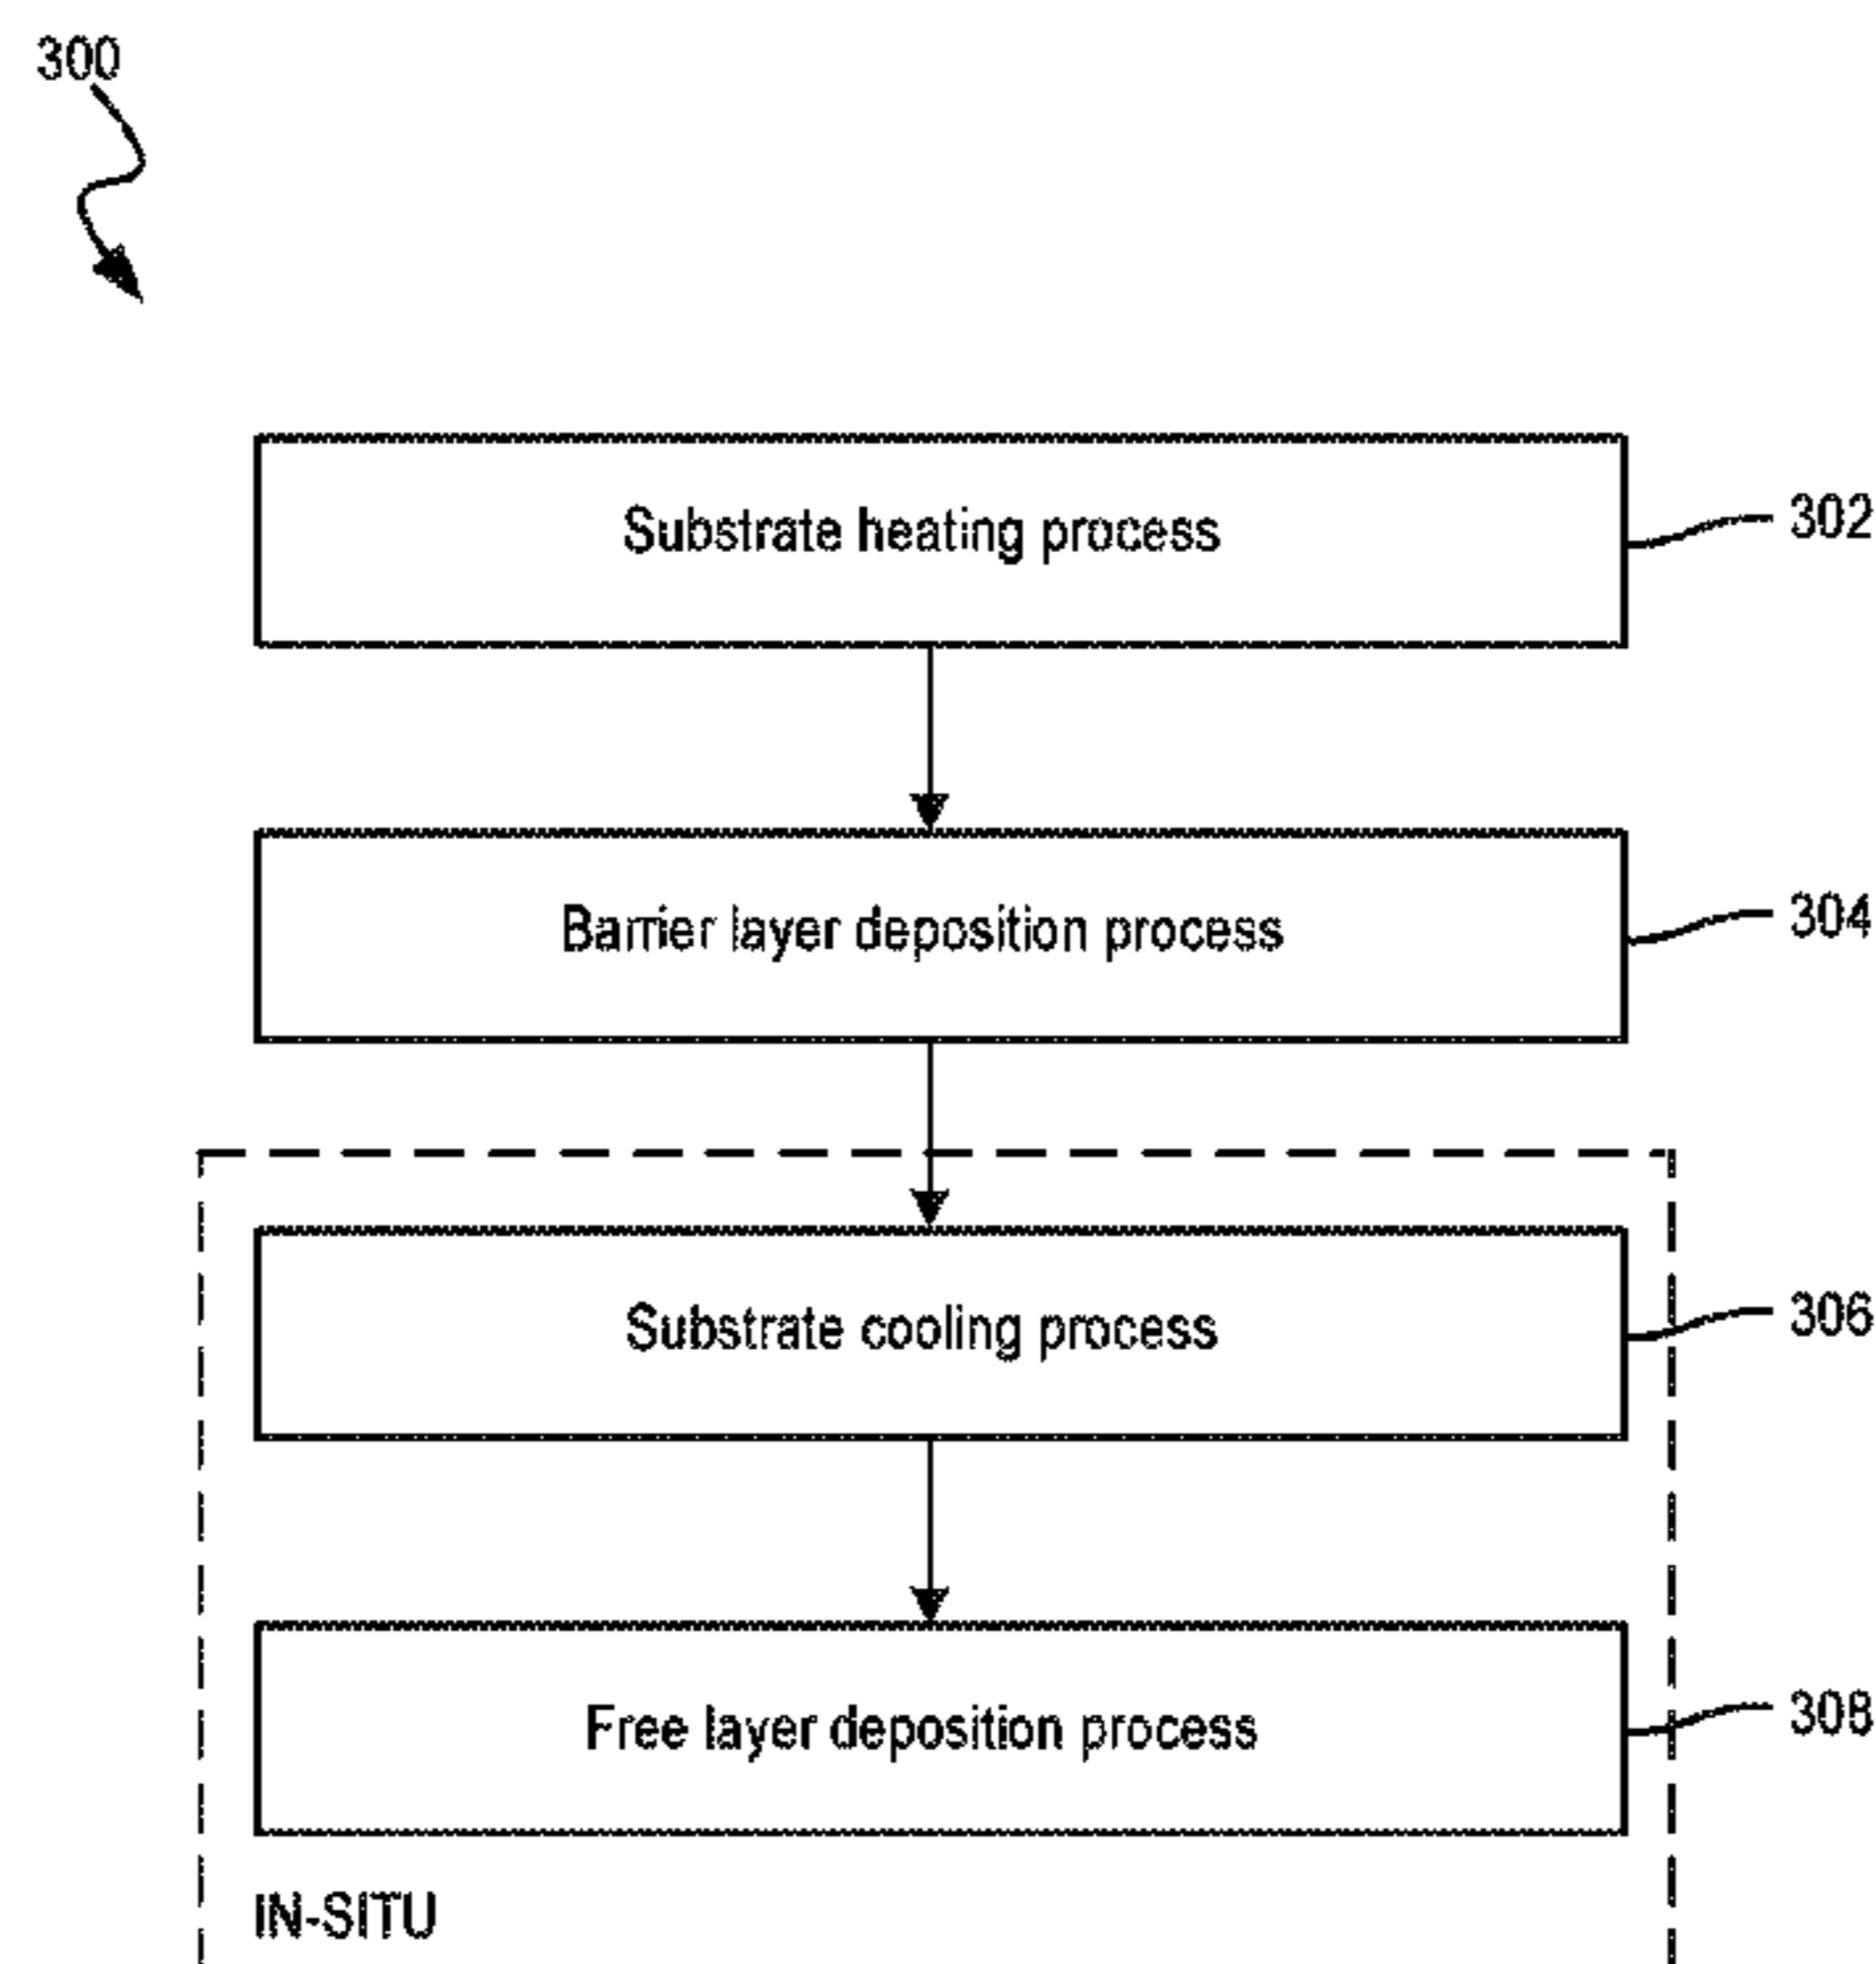 300
Substrate heating process
302
Barrier layer deposition process
304
Substrate cooling process
306
Free layer deposition process
308
IN-SITU